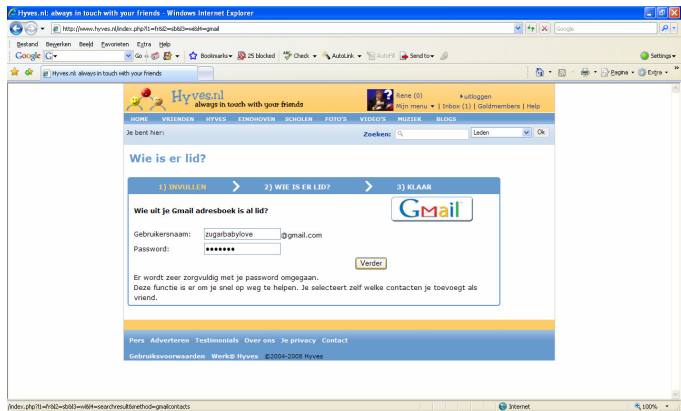 Hyves.nl: always in touch with your friends - Windows Internet Explorer
http://www.hyves.nl/index.php?l1=fr&l2=sb&l3=wi&l4=gmail
Google
Bestand Bewerken Beeld Favorieten Extra Help
Google G Go Bookmarks 25 blocked Check AutoLink AutoFill Send to Settings
Hyves.nl: always in touch with your friends Pagina Extra
Hyves.nl
always in touch with your friends
Rene (0) uitloggen
Mijn menu | Inbox (1) | Goldmembers | Help
HOME VRIENDEN HYVES EINDHOVEN SCHOLEN FOTO'S VIDEO'S MUZIEK BLOGS
Je bent hier: Zoeken: Leden Ok
Wie is er lid?
1) INVULLEN 2) WIE IS ER LID? 3) KLAAR
Wie uit je Gmail adresboek is al lid?
Gmail
Gebruikersnaam: zugarbabylove @gmail.com
Password: •••••••
Verder
Er wordt zeer zorgvuldig met je password omgegaan.
Deze functie is er om je snel op weg te helpen. Je selecteert zelf welke contacten je toevoegt als
vriend.
Pers Adverteren Testimonials Over ons Je privacy Contact
Gebruiksvoorwaarden Werk@ Hyves ©2004-2008 Hyves
/index.php?l1=fr&l2=sb&l3=wi&l4=searchresult&method=gmailcontacts Internet 100%